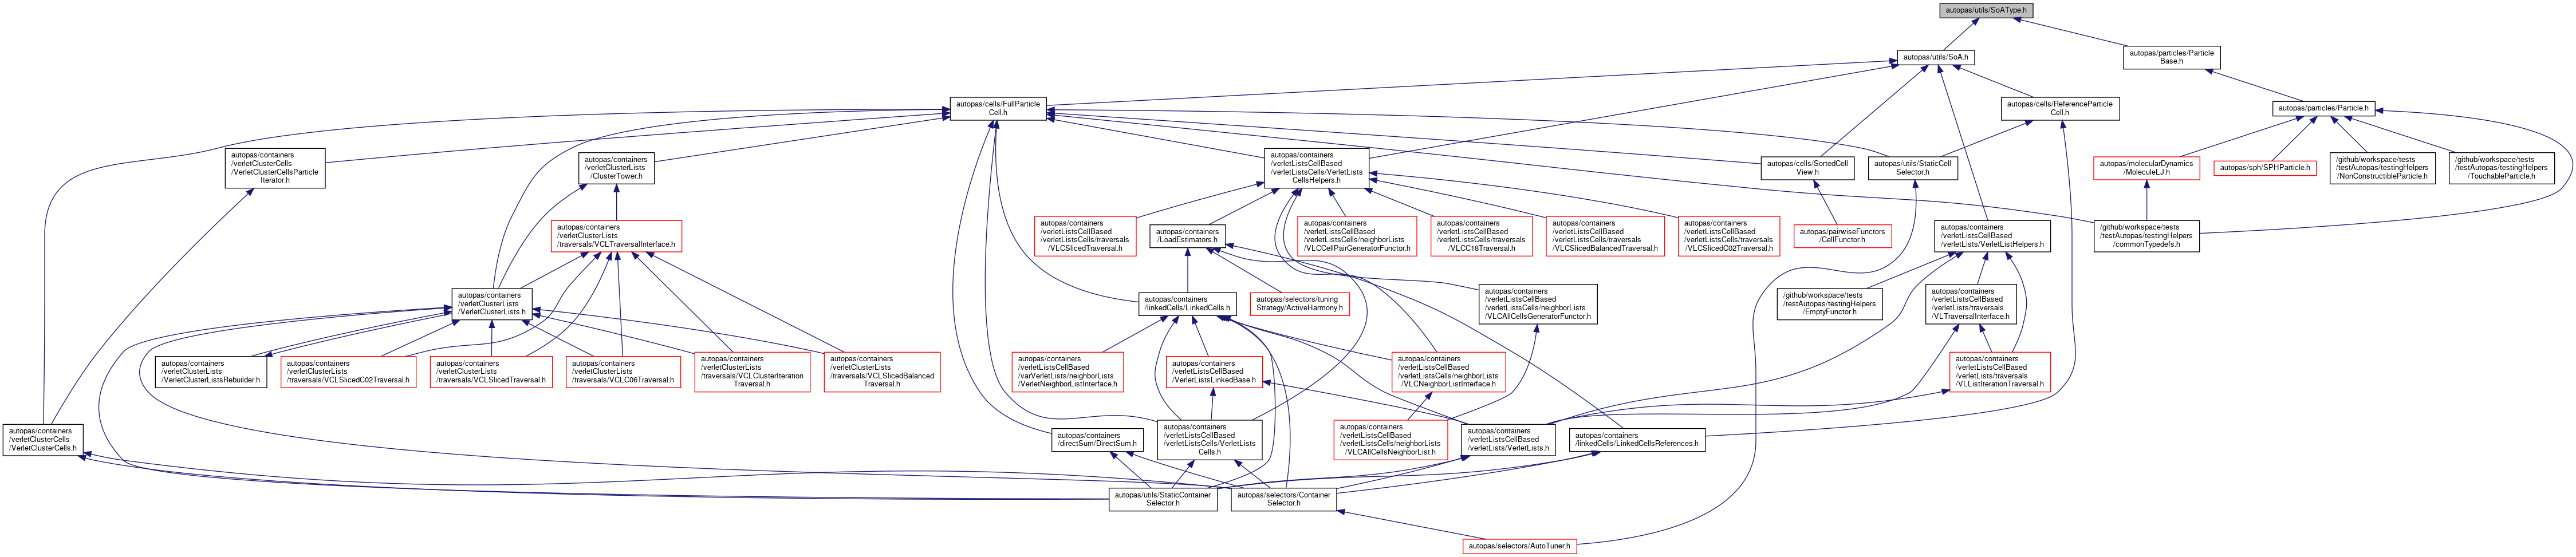 autopas/utils/SoAType.h
autopas/utils/SoA.h
autopas/particles/Particle
Base.h
autopas/cells/FullParticle
Cell.h
autopas/cells/ReferenceParticle
Cell.h
autopas/particles/Particle.h
autopas/containers
/verletClusterCells
/VerletClusterCellsParticle
Iterator.h
autopas/containers
/verletClusterLists
/ClusterTower.h
autopas/containers
/verletListsCellBased
/verletListsCells/VerletLists
CellsHelpers.h
autopas/cells/SortedCell
View.h
autopas/utils/StaticCell
Selector.h
autopas/molecularDynamics
/MoleculeLJ.h
autopas/sph/SPHParticle.h
/github/workspace/tests
/testAutopas/testingHelpers
/NonConstructibleParticle.h
/github/workspace/tests
/testAutopas/testingHelpers
/TouchableParticle.h
autopas/containers
/verletClusterLists
/traversals/VCLTraversalInterface.h
autopas/containers
/verletListsCellBased
/verletListsCells/traversals
/VLCSlicedTraversal.h
autopas/containers
/LoadEstimators.h
autopas/containers
/verletListsCellBased
/verletListsCells/neighborLists
/VLCCellPairGeneratorFunctor.h
autopas/containers
/verletListsCellBased
/verletListsCells/traversals
/VLCC18Traversal.h
autopas/containers
/verletListsCellBased
/verletListsCells/traversals
/VLCSlicedBalancedTraversal.h
autopas/containers
/verletListsCellBased
/verletListsCells/traversals
/VLCSlicedC02Traversal.h
autopas/pairwiseFunctors
/CellFunctor.h
autopas/containers
/verletListsCellBased
/verletLists/VerletListHelpers.h
/github/workspace/tests
/testAutopas/testingHelpers
/commonTypedefs.h
autopas/containers
/verletClusterLists
/VerletClusterLists.h
autopas/containers
/linkedCells/LinkedCells.h
autopas/selectors/tuning
Strategy/ActiveHarmony.h
autopas/containers
/verletListsCellBased
/verletListsCells/neighborLists
/VLCAllCellsGeneratorFunctor.h
/github/workspace/tests
/testAutopas/testingHelpers
/EmptyFunctor.h
autopas/containers
/verletListsCellBased
/verletLists/traversals
/VLTraversalInterface.h
autopas/containers
/verletClusterLists
/VerletClusterListsRebuilder.h
autopas/containers
/verletClusterLists
/traversals/VCLSlicedC02Traversal.h
autopas/containers
/verletClusterLists
/traversals/VCLSlicedTraversal.h
autopas/containers
/verletClusterLists
/traversals/VCLC06Traversal.h
autopas/containers
/verletClusterLists
/traversals/VCLClusterIteration
Traversal.h
autopas/containers
/verletClusterLists
/traversals/VCLSlicedBalanced
Traversal.h
autopas/containers
/verletListsCellBased
/varVerletLists/neighborLists
/VerletNeighborListInterface.h
autopas/containers
/verletListsCellBased
/VerletListsLinkedBase.h
autopas/containers
/verletListsCellBased
/verletListsCells/neighborLists
/VLCNeighborListInterface.h
autopas/containers
/verletListsCellBased
/verletLists/traversals
/VLListIterationTraversal.h
autopas/containers
/verletClusterCells
/VerletClusterCells.h
autopas/containers
/directSum/DirectSum.h
autopas/containers
/verletListsCellBased
/verletListsCells/VerletLists
Cells.h
autopas/containers
/verletListsCellBased
/verletListsCells/neighborLists
/VLCAllCellsNeighborList.h
autopas/containers
/verletListsCellBased
/verletLists/VerletLists.h
autopas/containers
/linkedCells/LinkedCellsReferences.h
autopas/utils/StaticContainer
Selector.h
autopas/selectors/Container
Selector.h
autopas/selectors/AutoTuner.h